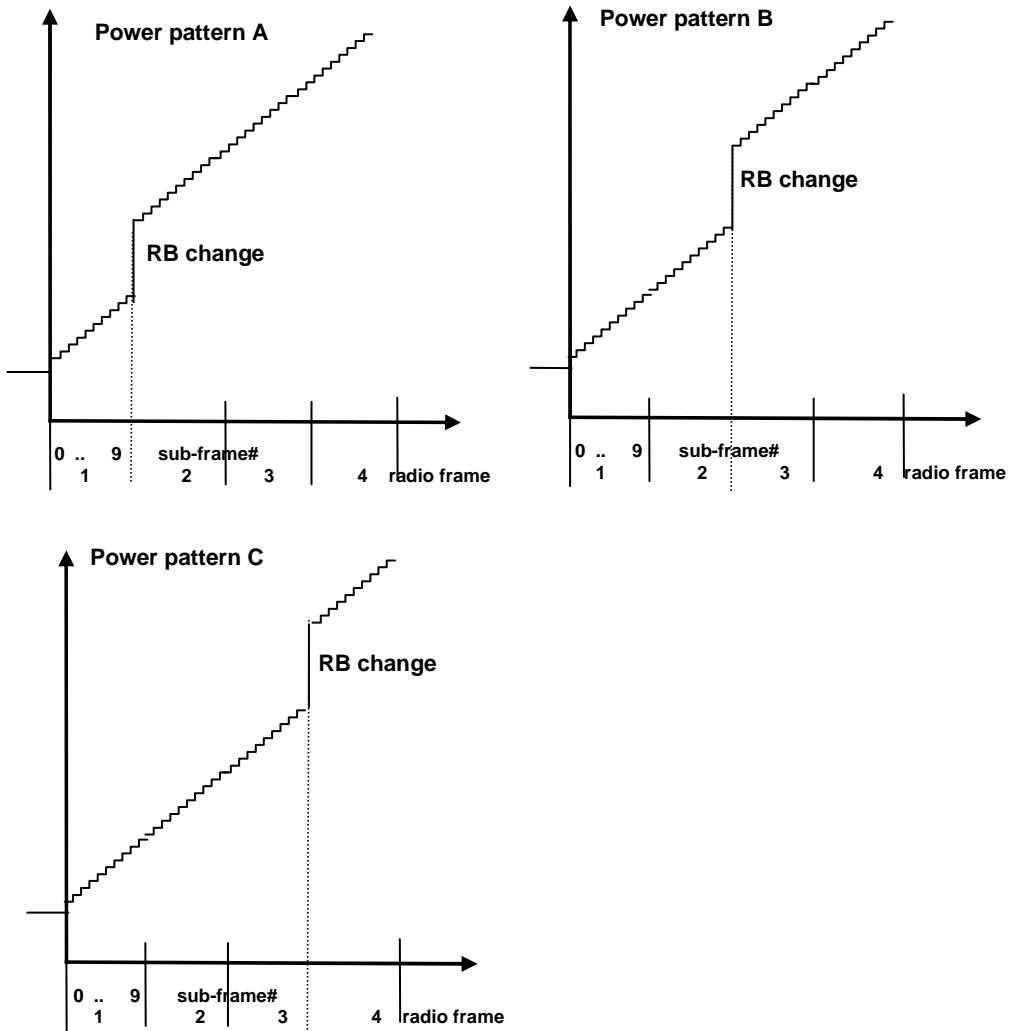 Power pattern A
RB change
0 .. 9 sub-frame#
1 2 3 4 radio frame
Power pattern B
RB change
0 .. 9 sub-frame#
1 2 3 4 radio frame
Power pattern C
RB change
0 .. 9 sub-frame#
1 2 3 4 radio frame